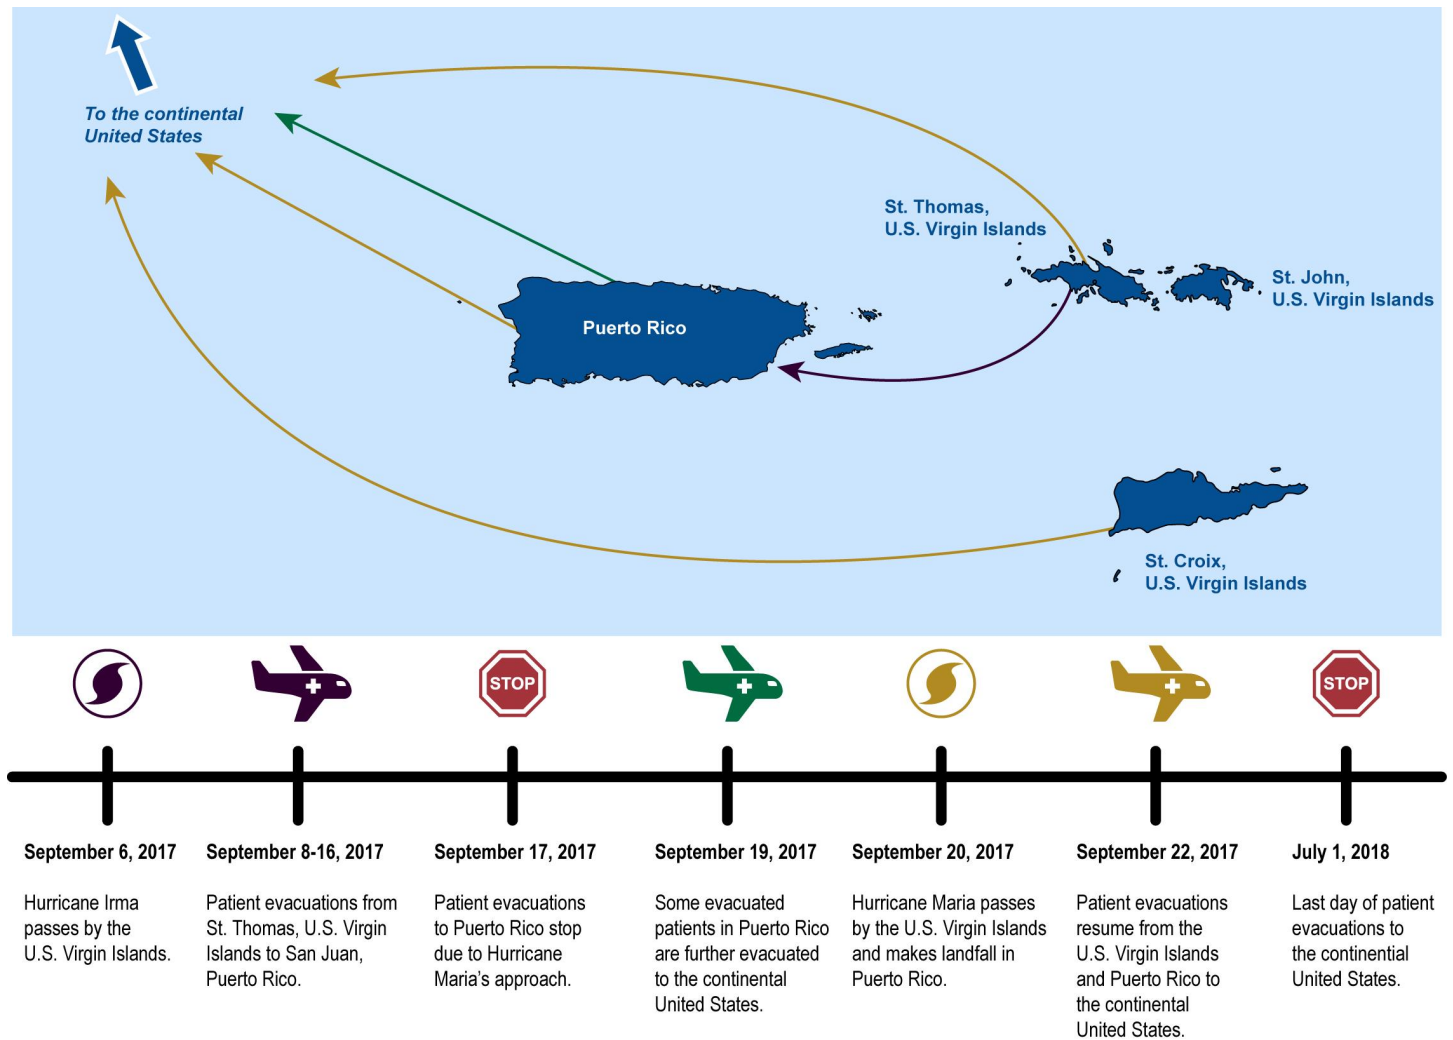 To the continental
United States
St. Thomas,
U.S. Virgin Islands
St. John,
U.S. Virgin Islands
Puerto Rico
St. Croix,
U.S. Virgin Islands
STOP
STOP
September 6, 2017
Hurricane Irma
passes by the
U.S. Virgin Islands.
September 8-16, 2017
Patient evacuations from
St. Thomas, U.S. Virgin
Islands to San Juan,
Puerto Rico.
September 17, 2017
Patient evacuations
to Puerto Rico stop
due to Hurricane
Maria's approach.
September 19, 2017
Some evacuated
patients in Puerto Rico
are further evacuated
to the continental
United States.
September 20, 2017
Hurricane Maria passes
by the U.S. Virgin Islands
and makes landfall in
Puerto Rico.
September 22, 2017
Patient evacuations
resume from the
U.S. Virgin Islands
and Puerto Rico to
the continental
United States.
July 1, 2018
Last day of patient
evacuations to
the contintential
United States.